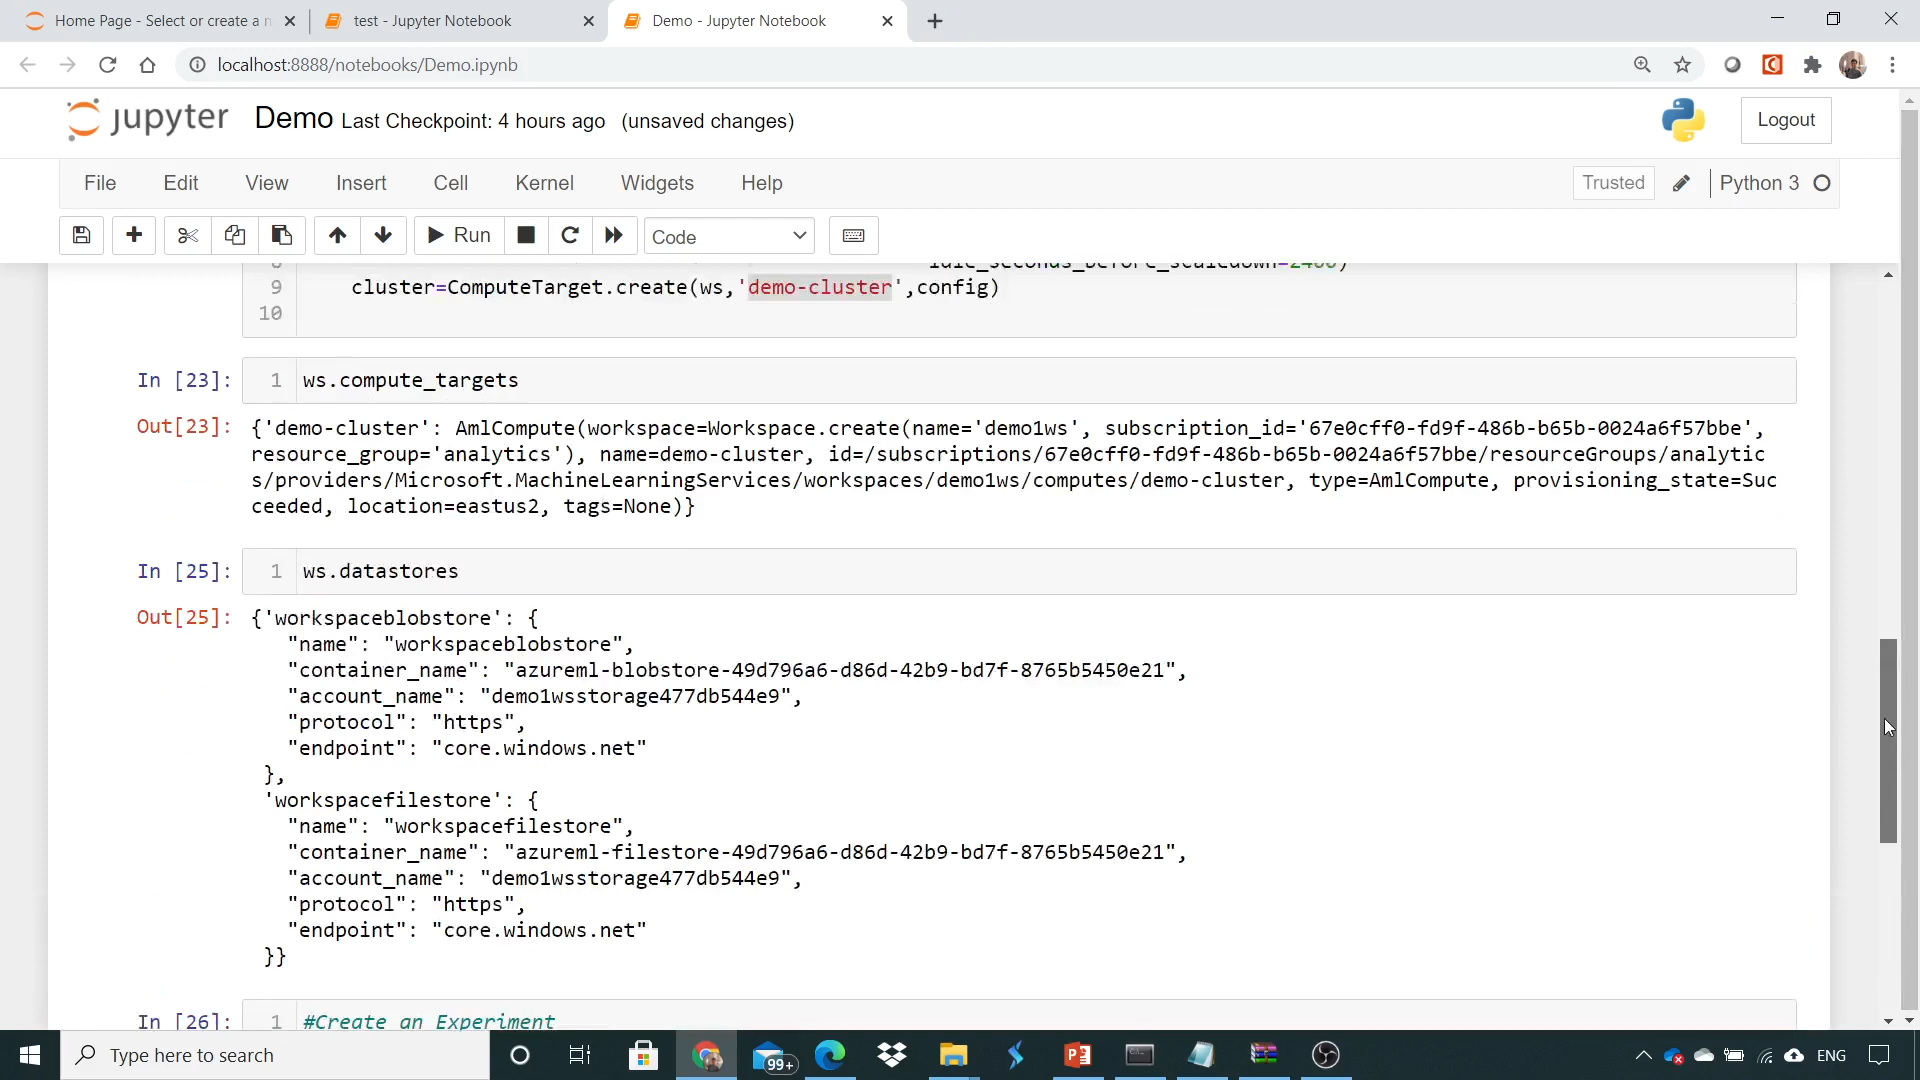 Home Page - Select or create a n
test - Jupyter Notebook
Demo - Jupyter Notebook
localhost:8888/notebooks/Demo.ipynb
jupyter Demo Last Checkpoint: 4 hours ago (unsaved changes)
Logout
File Edit View Insert Cell Kernel Widgets Help
Trusted Python 3
Run Code
idle_seconds_before_scaledown=2400)
9 cluster=ComputeTarget.create(ws,'demo-cluster',config)
10
In [23]: 1 ws.compute_targets
Out[23]: {'demo-cluster': AmlCompute(workspace=Workspace.create(name='demo1ws', subscription_id='67e0cff0-fd9f-486b-b65b-0024a6f57bbe',
resource_group='analytics'), name=demo-cluster, id=/subscriptions/67e0cff0-fd9f-486b-b65b-0024a6f57bbe/resourceGroups/analytic
s/providers/Microsoft.MachineLearningServices/workspaces/demo1ws/computes/demo-cluster, type=AmlCompute, provisioning_state=Suc
ceeded, location=eastus2, tags=None)}
In [25]: 1 ws.datastores
Out[25]: {'workspaceblobstore': {
"name": "workspaceblobstore",
"container_name": "azureml-blobstore-49d796a6-d86d-42b9-bd7f-8765b5450e21",
"account_name": "demo1wsstorage477db544e9",
"protocol": "https",
"endpoint": "core.windows.net"
},
'workspacefilestore': {
"name": "workspacefilestore",
"container_name": "azureml-filestore-49d796a6-d86d-42b9-bd7f-8765b5450e21",
"account_name": "demo1wsstorage477db544e9",
"protocol": "https",
"endpoint": "core.windows.net"
}}
In [26]: 1 #Create an Experiment
Type here to search
99+
ENG